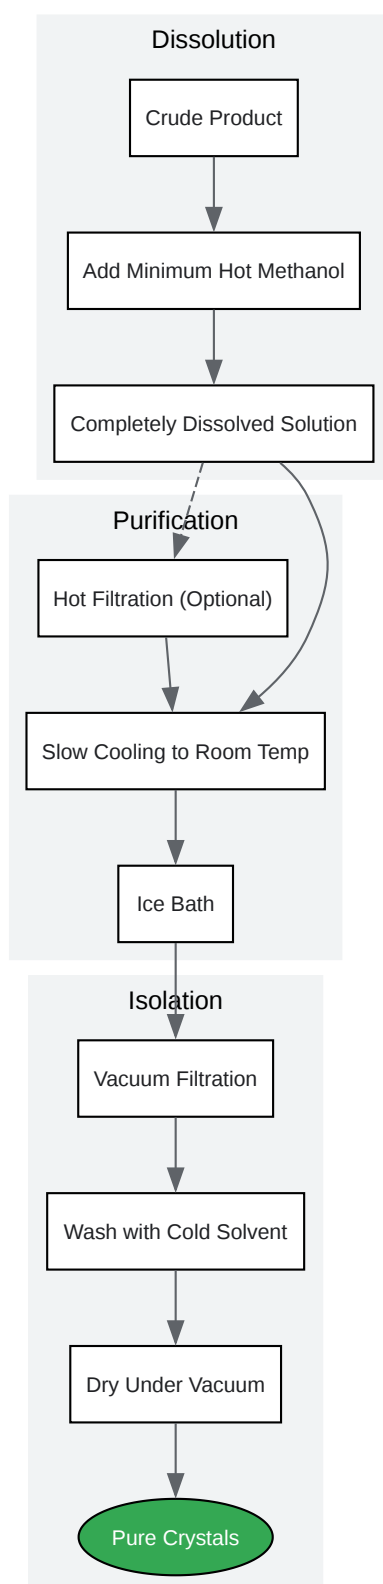 Dissolution
Crude Product
Add Minimum Hot Methanol
Completely Dissolved Solution
Purification
Hot Filtration (Optional)
Slow Cooling to Room Temp
Ice Bath
Isolation
Vacuum Filtration
Wash with Cold Solvent
Dry Under Vacuum
Pure Crystals